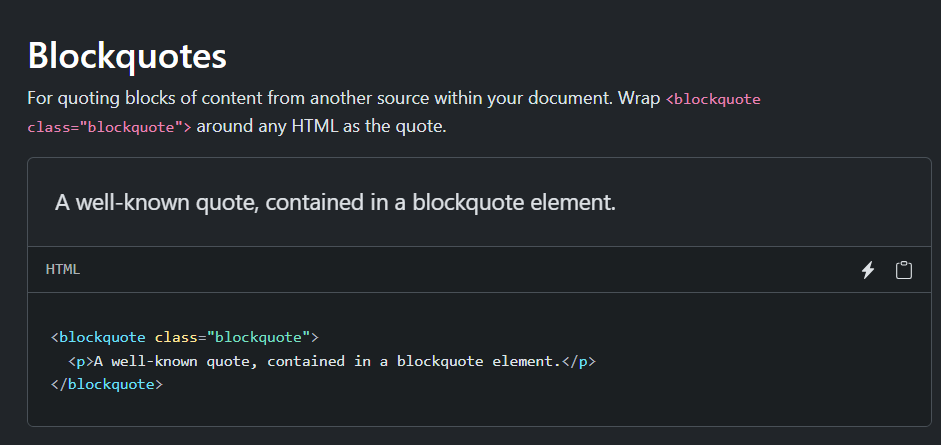 Blockquotes
For quoting blocks of content from another source within your document. Wrap <blockquote
class="blockquote"> around any HTML as the quote.
A well-known quote, contained in a blockquote element.
HTML
<blockquote class="blockquote">
  <p>A well-known quote, contained in a blockquote element.</p>
</blockquote>